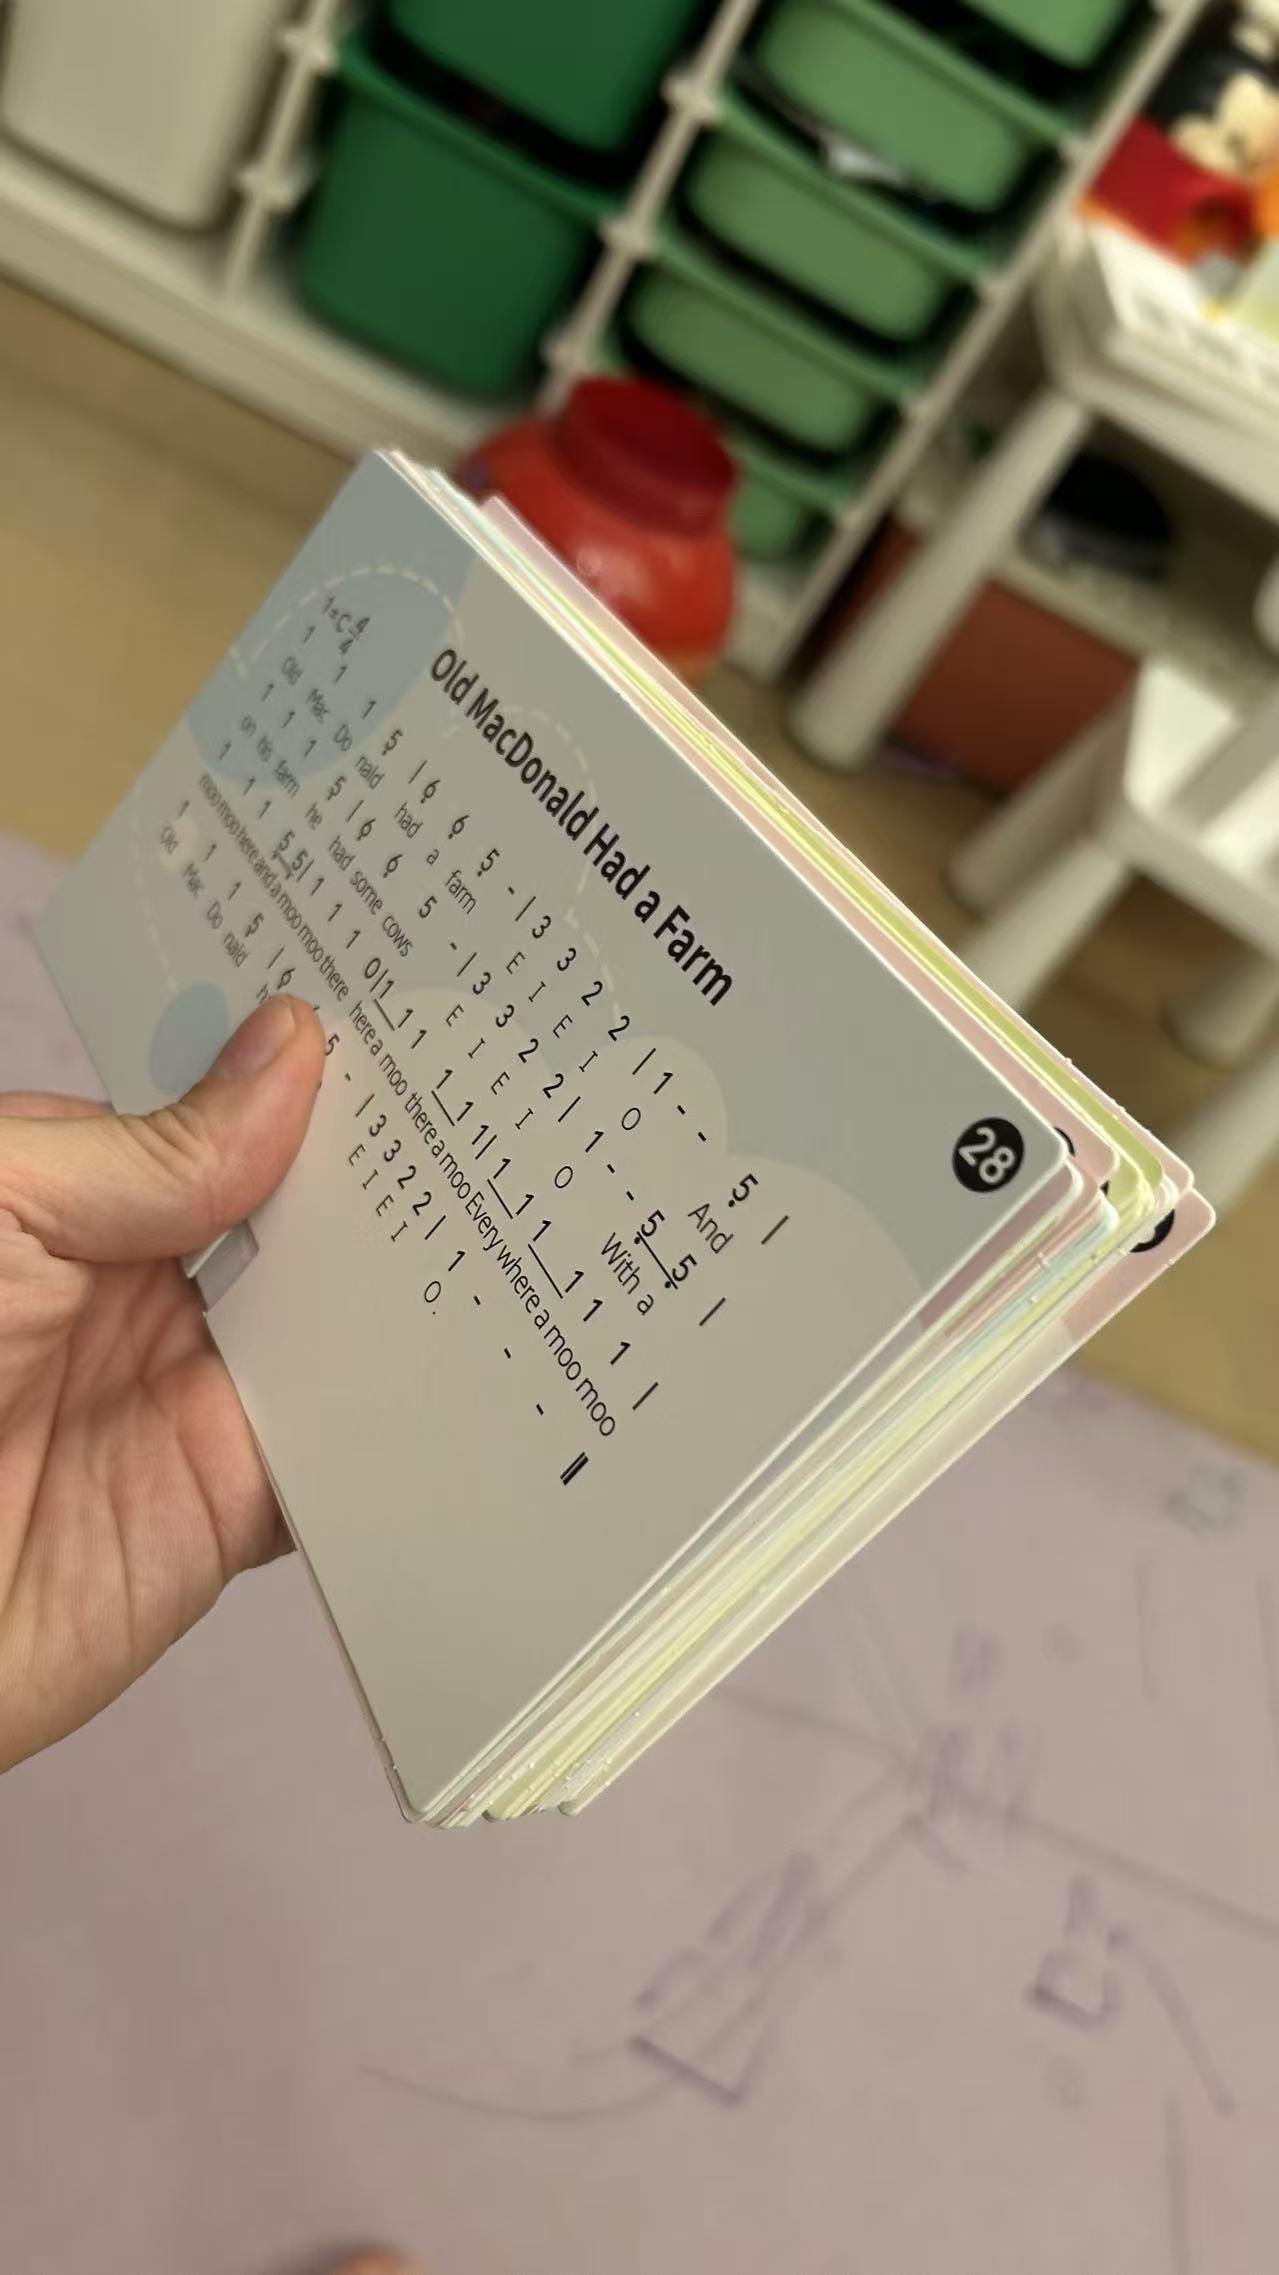 28
Old MacDonald Had a Farm
1=C 4/4
1 1 1 5̣ | 6̣ 6̣ 5̣ - | 3 3 2 2 | 1 - - 5̣ |
Old Mac Do nald had a farm E I E I O And
1 1 1 5̣ | 6̣ 6̣ 5 - | 3 3 2 2 | 1 - - 5̣ 5̣ |
on his farm he had some cows E I E I O With a
1 1 1 5̣ 5̣ | 1 1 1 0 | 1 1 1 1 1 1 | 1 1 1 1 1 1 |
moo moo here and a moo moo there here a moo there a moo Every where a moo moo
1 1 1 5̣ | 6̣ 5 - | 3 3 2 2 | 1 - - - ‖
Old Mac Do nald E I E I O.